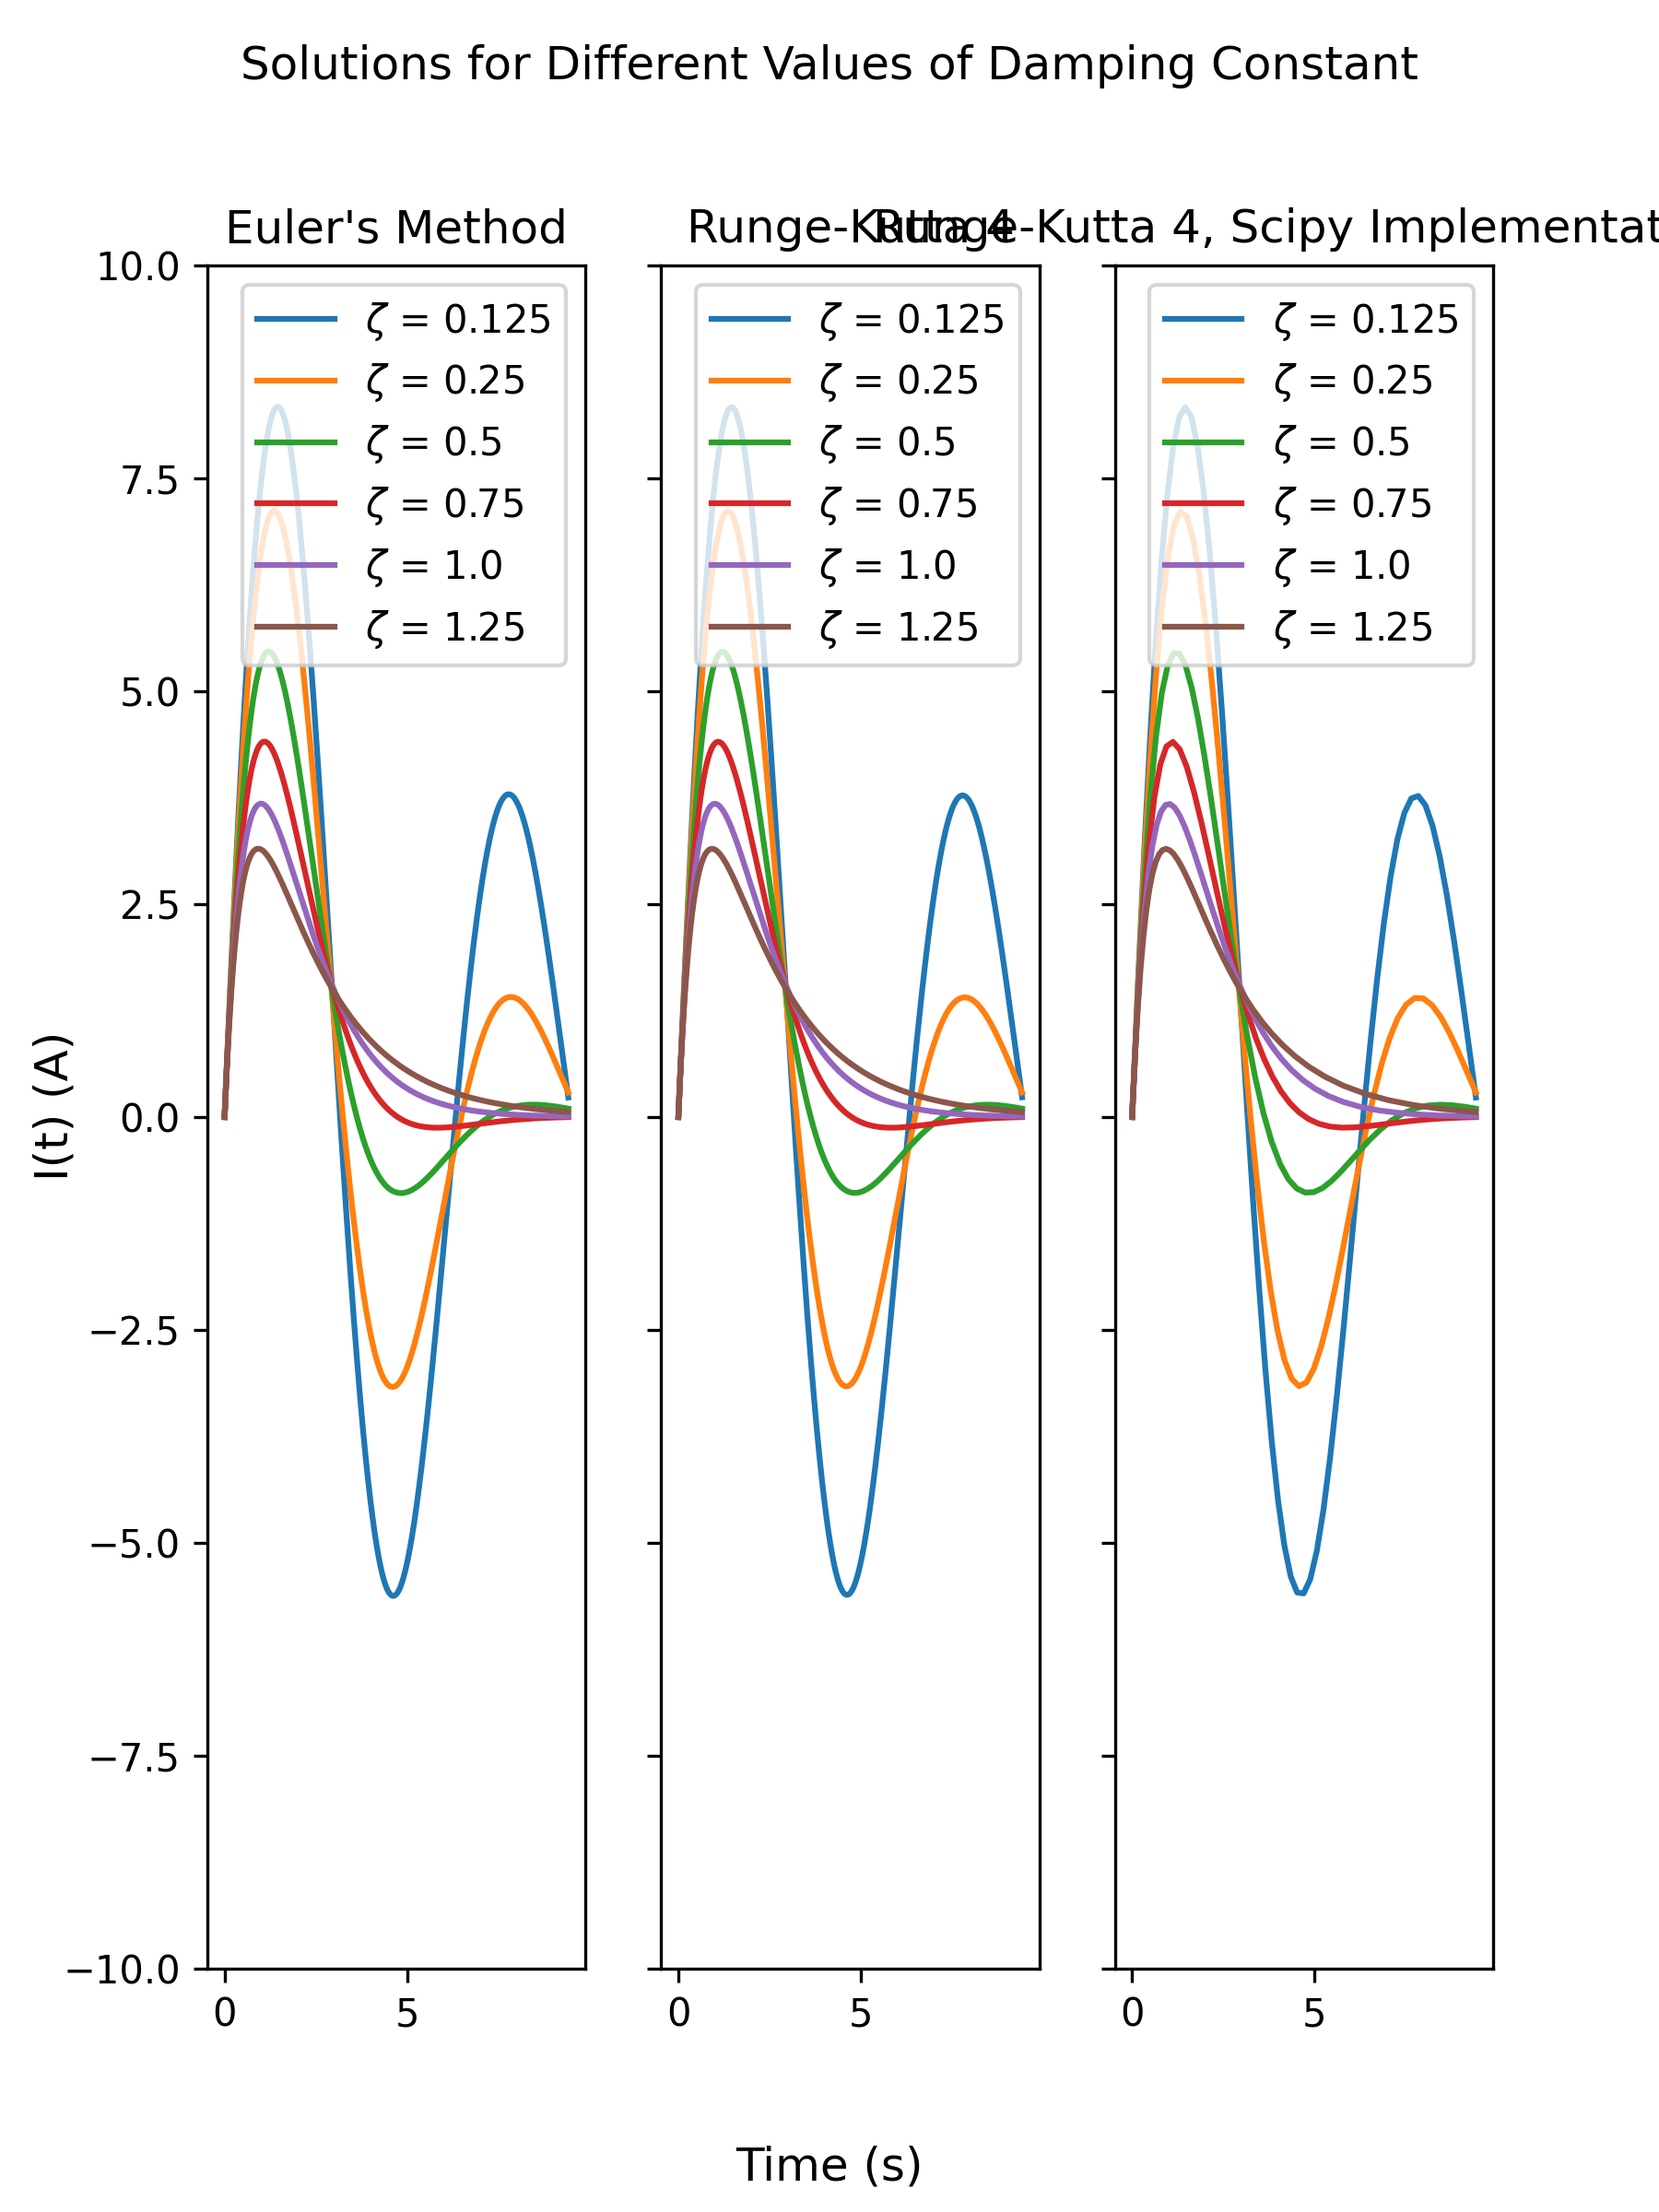 Solutions for Different Values of Damping Constant
Euler's Method
Runge-Kutta 4
Runge-Kutta 4, Scipy Implementat
10.0
7.5
5.0
2.5
0.0
−2.5
−5.0
−7.5
−10.0
I(t) (A)
ζ = 0.125
ζ = 0.25
ζ = 0.5
ζ = 0.75
ζ = 1.0
ζ = 1.25
ζ = 0.125
ζ = 0.25
ζ = 0.5
ζ = 0.75
ζ = 1.0
ζ = 1.25
ζ = 0.125
ζ = 0.25
ζ = 0.5
ζ = 0.75
ζ = 1.0
ζ = 1.25
0 5
0 5
0 5
Time (s)